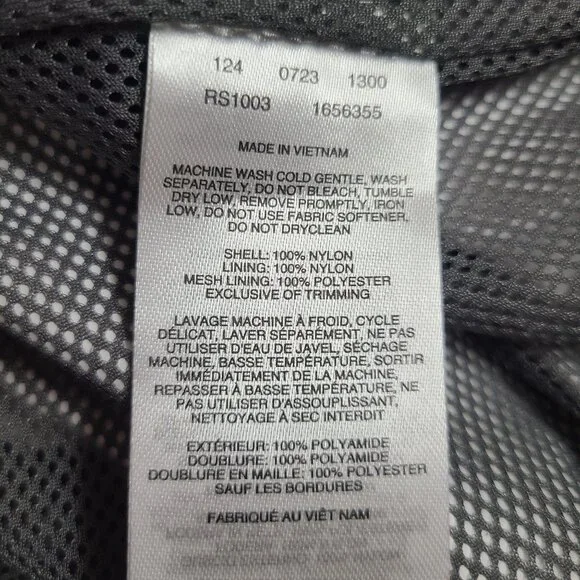 124 0723 1300
RS1003 1656355
MADE IN VIETNAM
MACHINE WASH COLD GENTLE, WASH
SEPARATELY, DO NOT BLEACH, TUMBLE
DRY LOW, REMOVE PROMPTLY, IRON
LOW, DO NOT USE FABRIC SOFTENER,
DO NOT DRYCLEAN
SHELL: 100% NYLON
LINING: 100% NYLON
MESH LINING: 100% POLYESTER
EXCLUSIVE OF TRIMMING
LAVAGE MACHINE À FROID, CYCLE
DÉLICAT, LAVER SÉPARÉMENT, NE PAS
UTILISER D'EAU DE JAVEL, SÉCHAGE
MACHINE, BASSE TEMPÉRATURE, SORTIR
IMMÉDIATEMENT DE LA MACHINE,
REPASSER À BASSE TEMPÉRATURE, NE
PAS UTILISER D'ASSOUPLISSANT,
NETTOYAGE À SEC INTERDIT
EXTÉRIEUR: 100% POLYAMIDE
DOUBLURE: 100% POLYAMIDE
DOUBLURE EN MAILLE: 100% POLYESTER
SAUF LES BORDURES
FABRIQUÉ AU VIÊT NAM